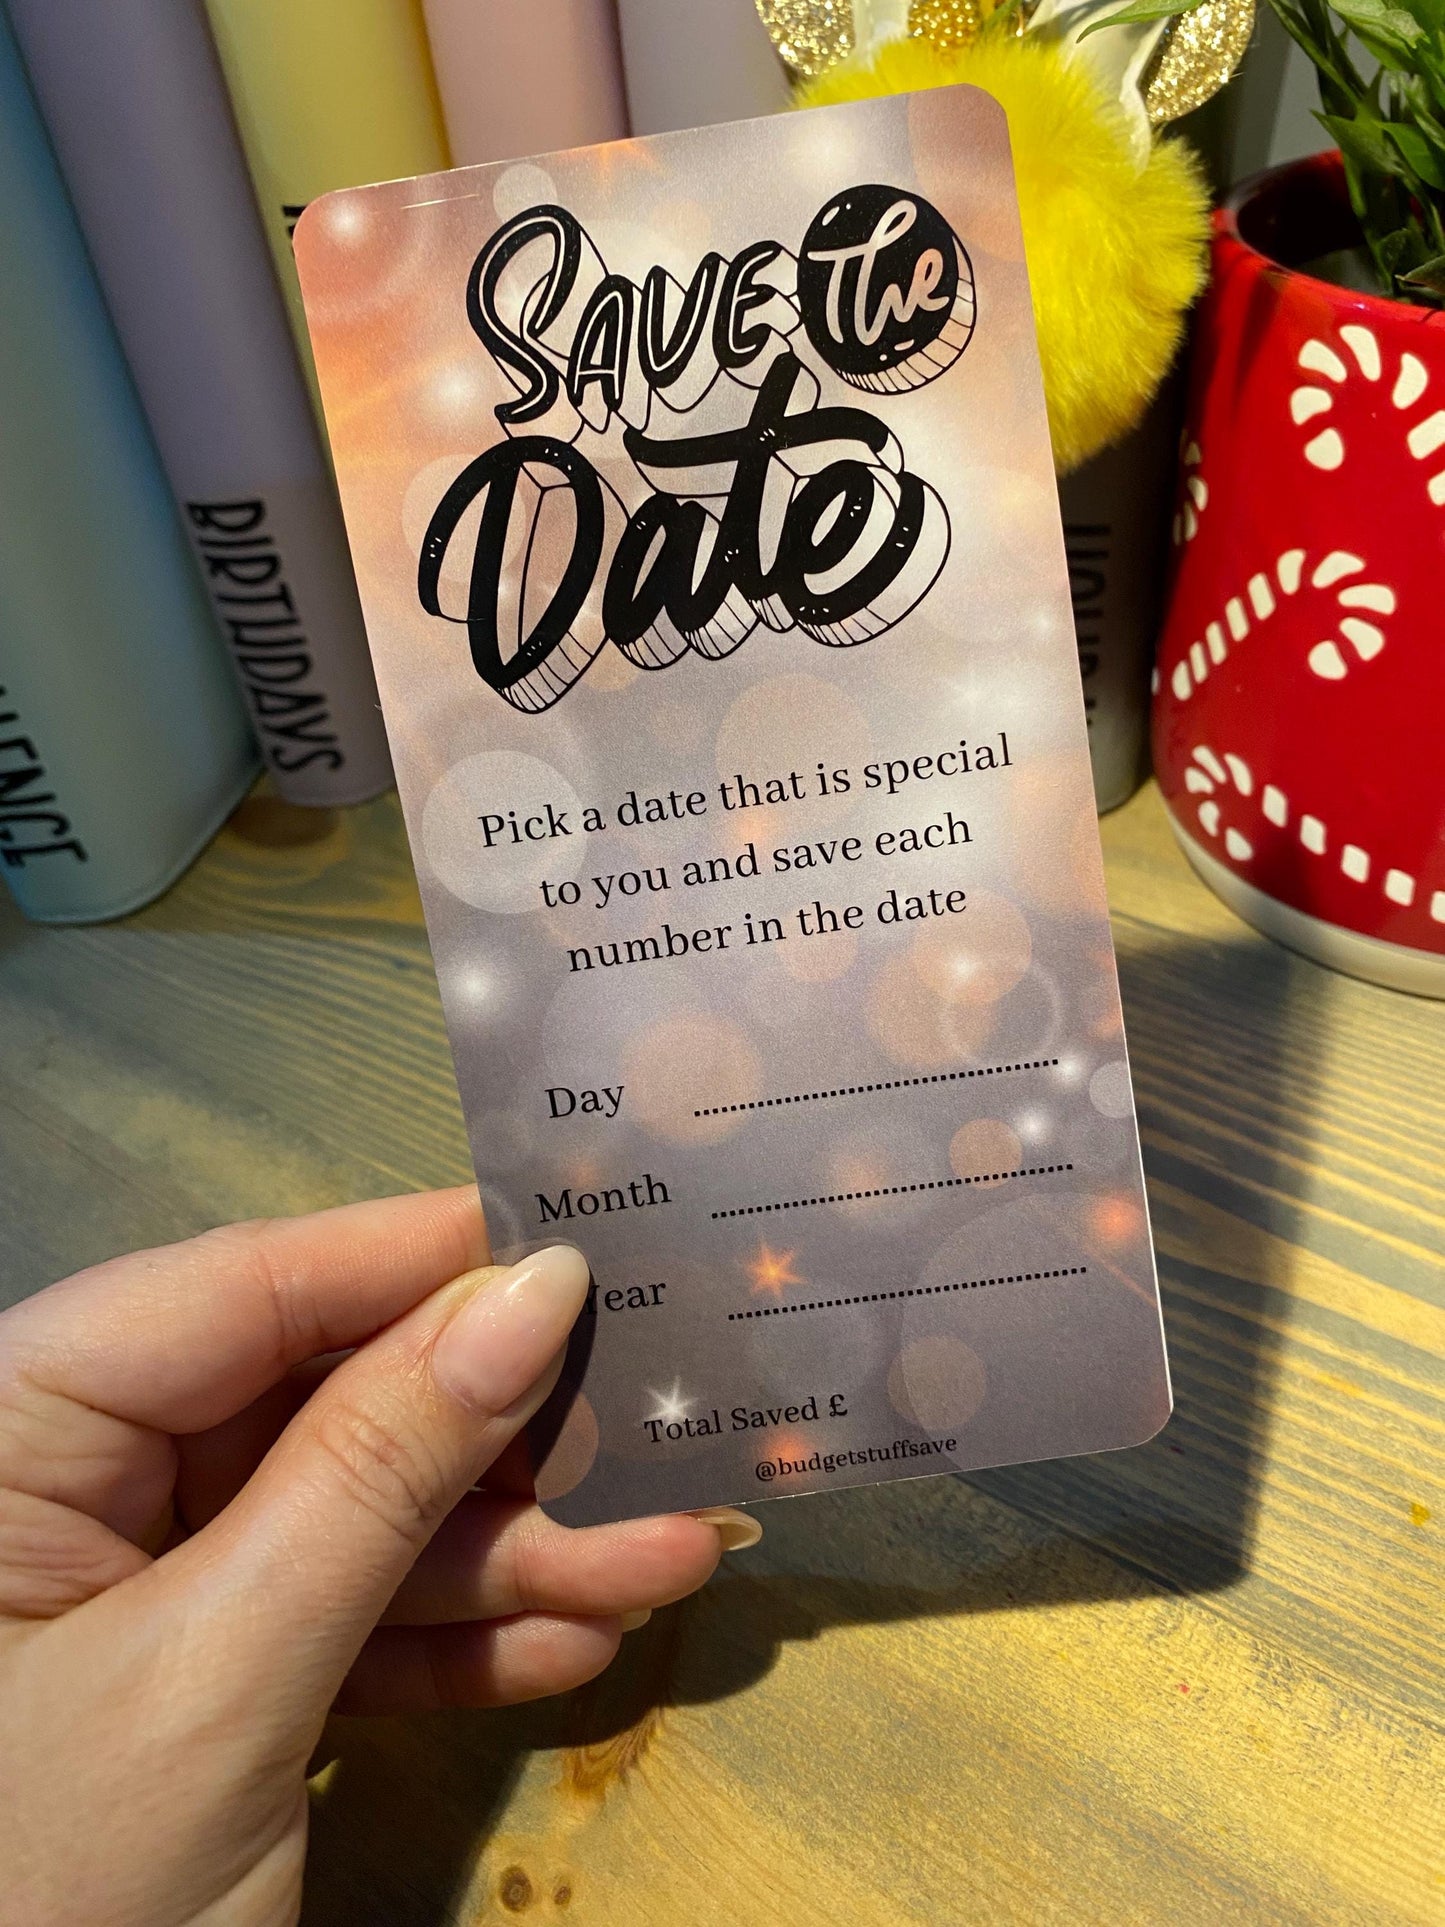 SAVE the
Date
Pick a date that is special
to you and save each
number in the date
Day
Month
Year
Total Saved £
@budgetstuffsave
BIRTHDAYS